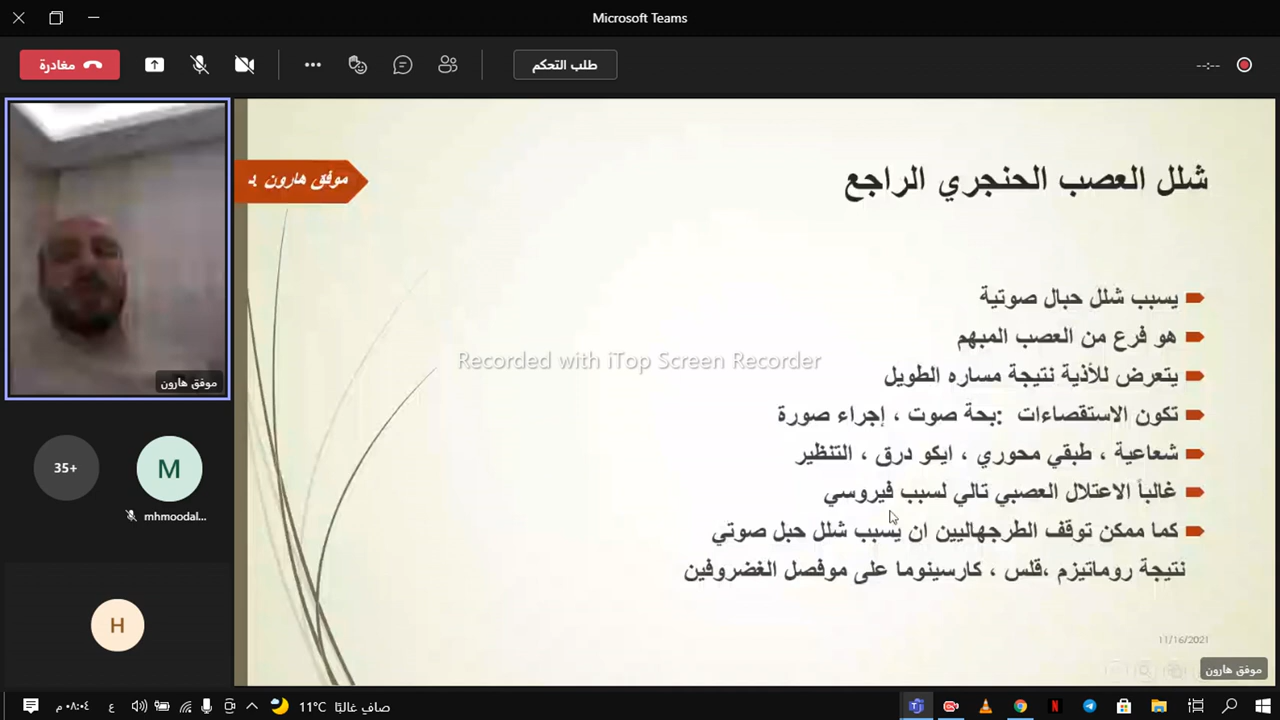 Microsoft Teams
مغادرة
طلب التحكم
--:--
موفق هارون
35+
M
mhmoodal...
H
موفق هارون د
شلل العصب الحنجري الراجع
يسبب شلل حبال صوتية
هو فرع من العصب المبهم
يتعرض للأذية نتيجة مساره الطويل
تكون الاستقصاءات :بحة صوت ، إجراء صورة
شعاعية ، طبقي محوري ، ايكو درق ، التنظير
غالباً الاعتلال العصبي تالي لسبب فيروسي
كما ممكن توقف الطرجهاليين ان يسبب شلل حبل صوتي
نتيجة روماتيزم ،قلس ، كارسينوما على موفصل الغضروفين
Recorded with iTop Screen Recorder
11/16/2021
موفق هارون
٠٨:٠٤ م
ع
11°C صافي غالبًا